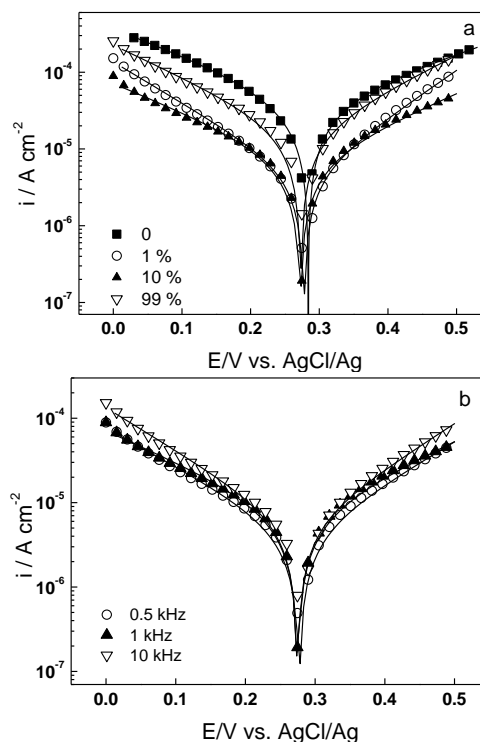 a
10⁻⁴
10⁻⁵
10⁻⁶
10⁻⁷
i / A cm⁻²
0
1 %
10 %
99 %
0.0 0.1 0.2 0.3 0.4 0.5
E/V vs. AgCl/Ag
b
10⁻⁴
10⁻⁵
10⁻⁶
10⁻⁷
i / A cm⁻²
0.5 kHz
1 kHz
10 kHz
0.0 0.1 0.2 0.3 0.4 0.5
E/V vs. AgCl/Ag